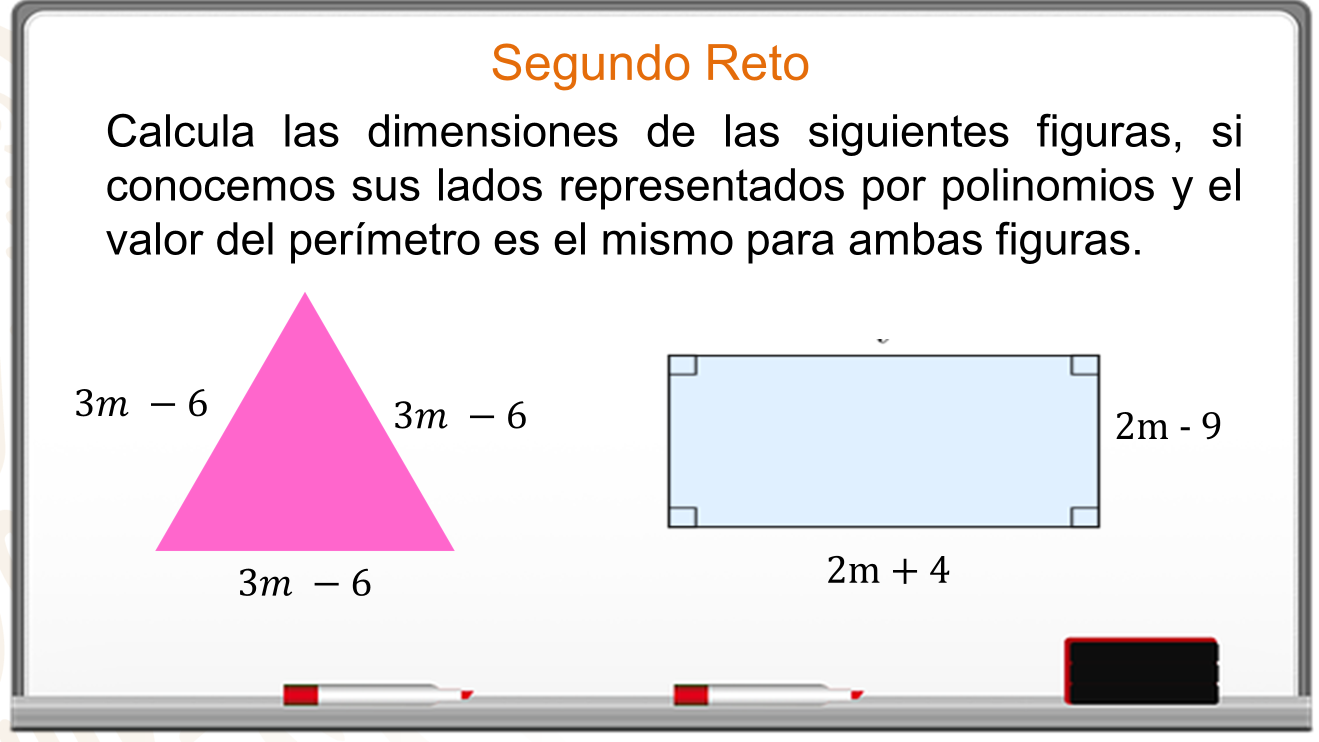 Segundo Reto
Calcula las dimensiones de las siguientes figuras, si
conocemos sus lados representados por polinomios y el
valor del perímetro es el mismo para ambas figuras.
3m − 6
3m − 6
2m - 9
3m − 6
2m + 4